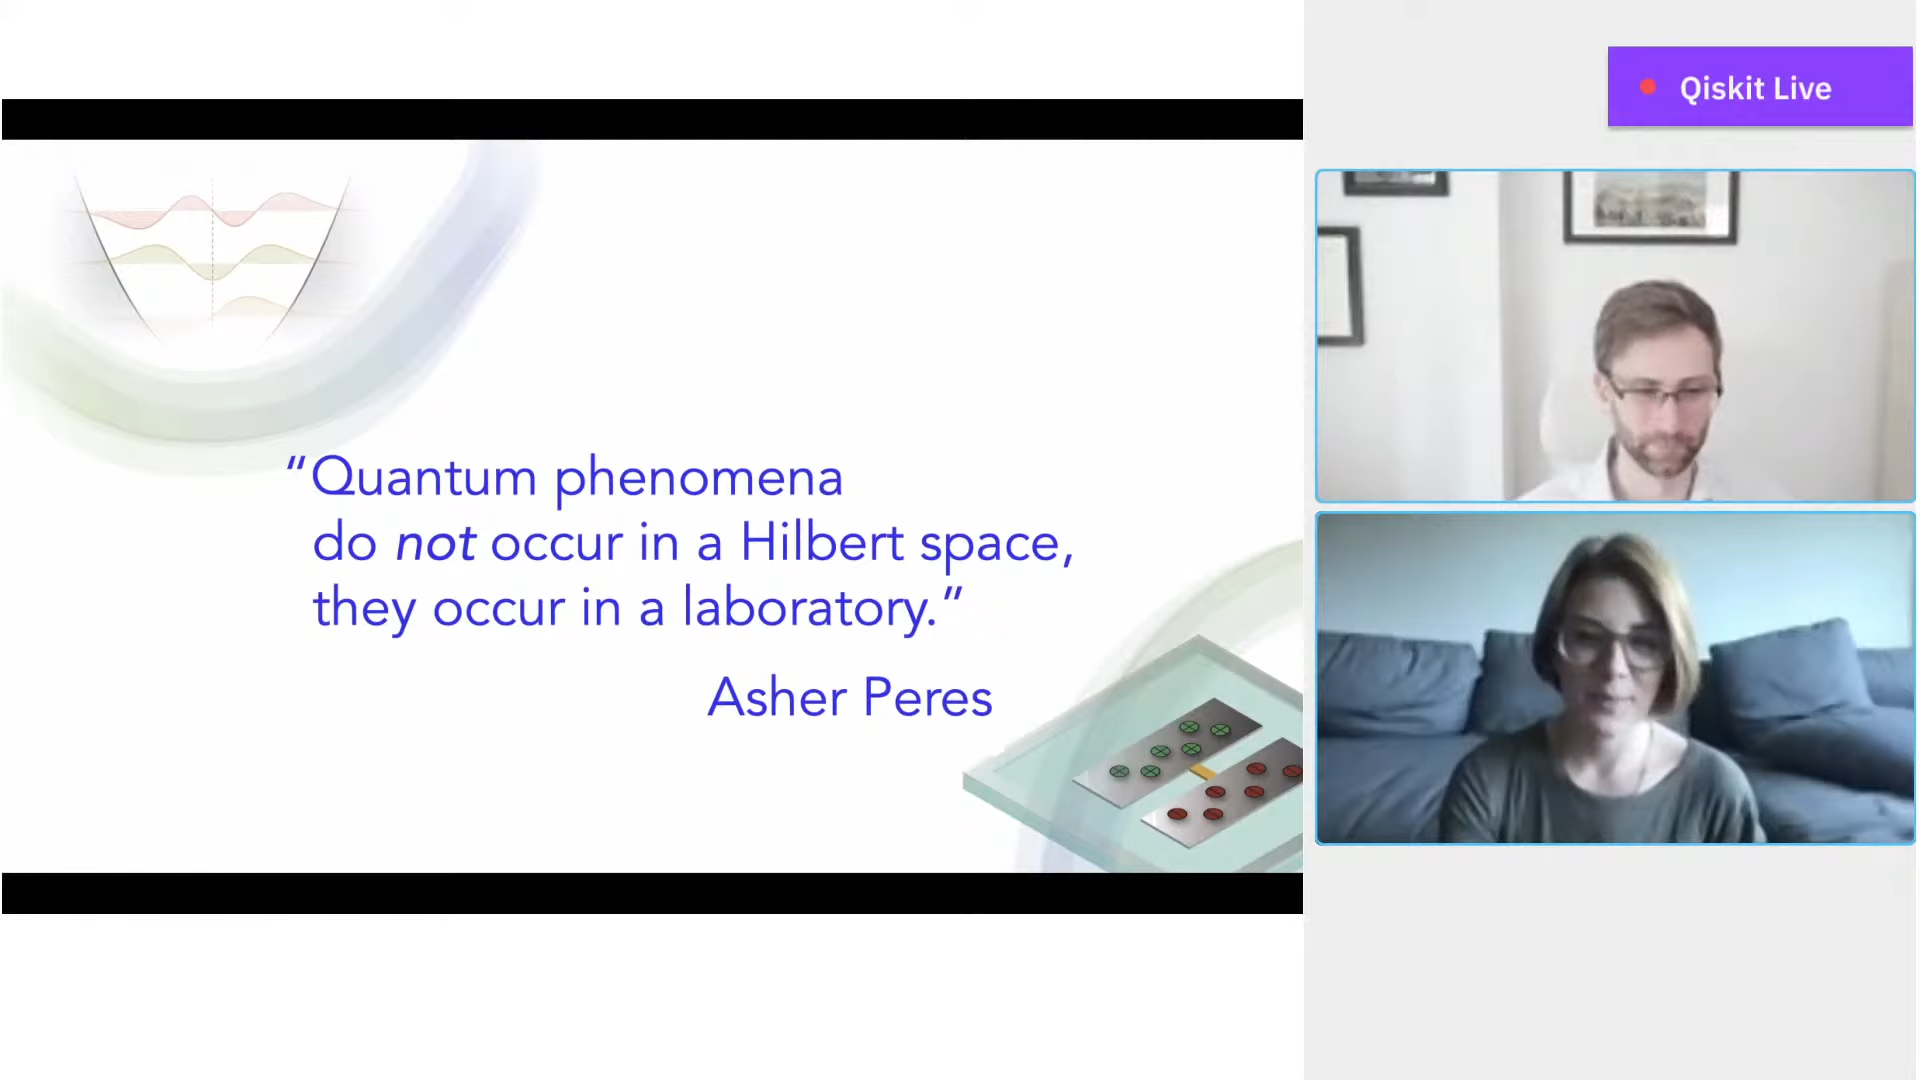 Qiskit Live
“Quantum phenomena
do not occur in a Hilbert space,
they occur in a laboratory.”
Asher Peres